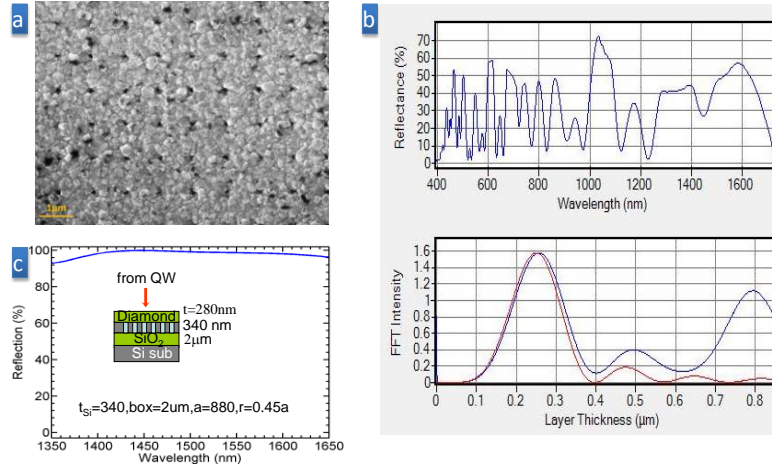 a
1μm
b
70
60
50
40
30
20
10
0
Reflectance (%)
400 600 800 1000 1200 1400 1600
Wavelength (nm)
1.6
1.4
1.2
1
0.8
0.6
0.4
0.2
0
FFT Intensity
0 0.1 0.2 0.3 0.4 0.5 0.6 0.7 0.8
Layer Thickness (μm)
c
100
80
60
40
20
0
Reflection (%)
from QW
Diamond t=280nm
340 nm
SiO2 2μm
Si sub
tSi=340,box=2um,a=880,r=0.45a
1350 1400 1450 1500 1550 1600 1650
Wavelength (nm)